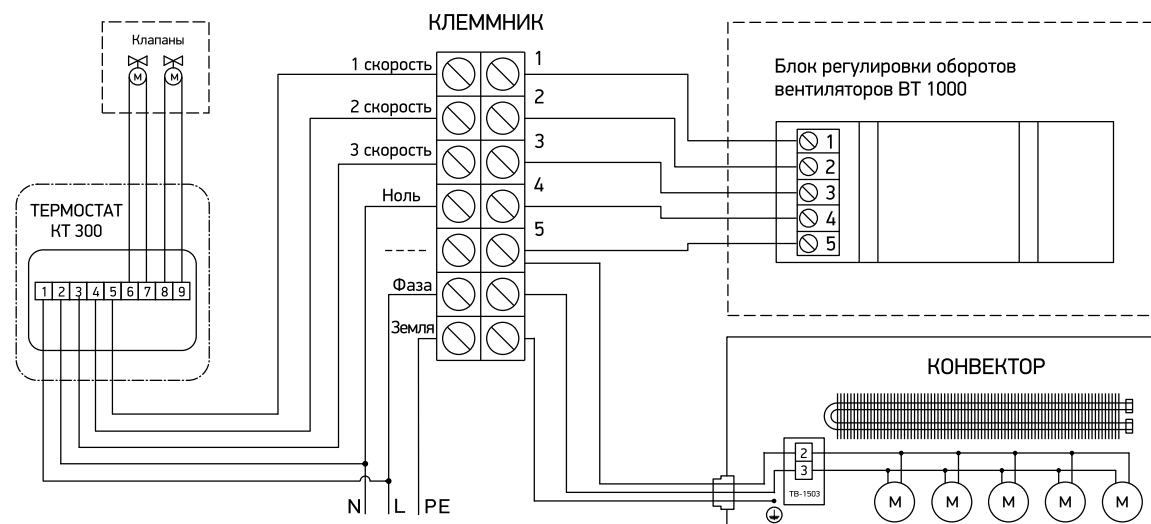 КЛЕММНИК
Клапаны
М М
1 скорость
2 скорость
3 скорость
Ноль
----
Фаза
Земля
1
2
3
4
5
Блок регулировки оборотов
вентиляторов ВТ 1000
1
2
3
4
5
ТЕРМОСТАТ
КТ 300
1 2 3 4 5 6 7 8 9
N L PE
КОНВЕКТОР
2
3
ТВ-1503
М М М М М